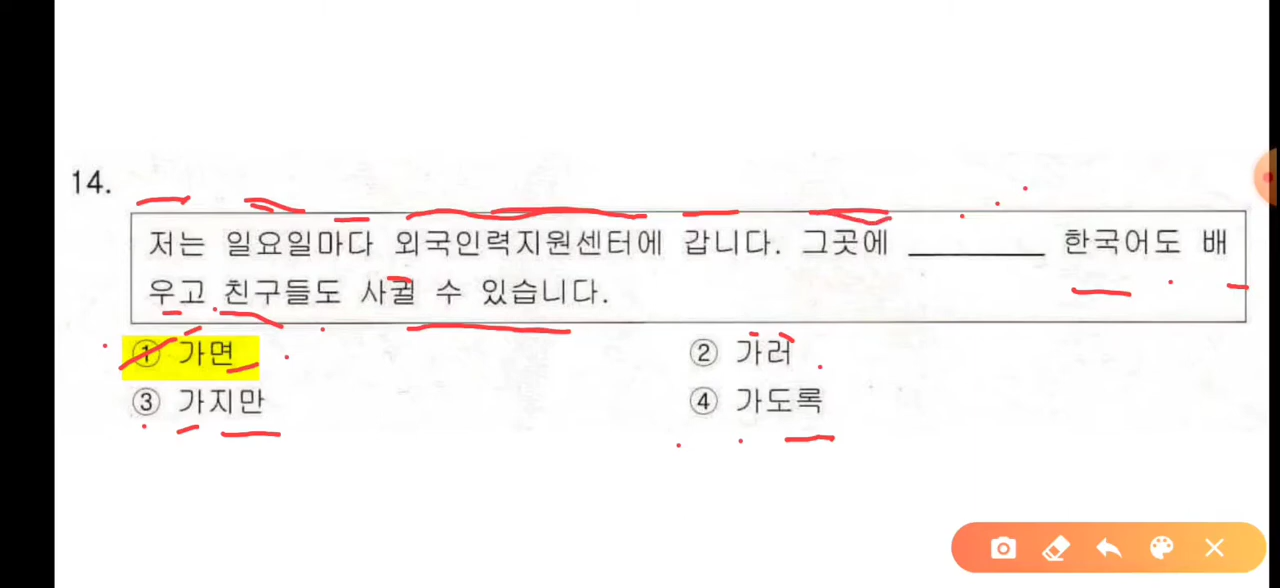 14.
저는 일요일마다 외국인력지원센터에 갑니다. 그곳에 __________ 한국어도 배
우고 친구들도 사귈 수 있습니다.
① 가면 ② 가러
③ 가지만 ④ 가도록